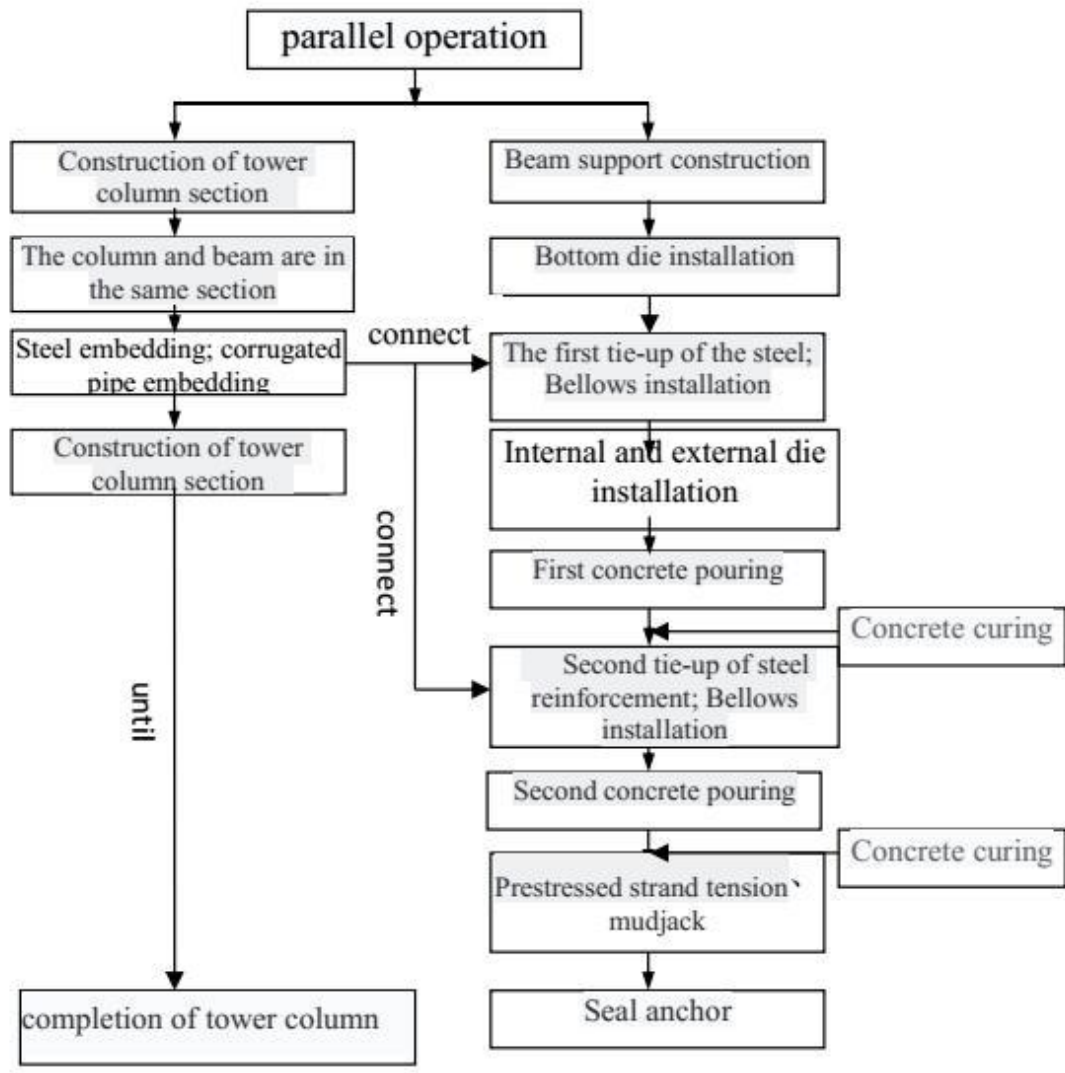 parallel operation
Construction of tower
column section
The column and beam are in
the same section
Steel embedding; corrugated
pipe embedding
Construction of tower
column section
until
completion of tower column
connect
connect
Beam support construction
Bottom die installation
The first tie-up of the steel;
Bellows installation
Internal and external die
installation
First concrete pouring
Concrete curing
Second tie-up of steel
reinforcement; Bellows
installation
Second concrete pouring
Concrete curing
Prestressed strand tension、
mudjack
Seal anchor